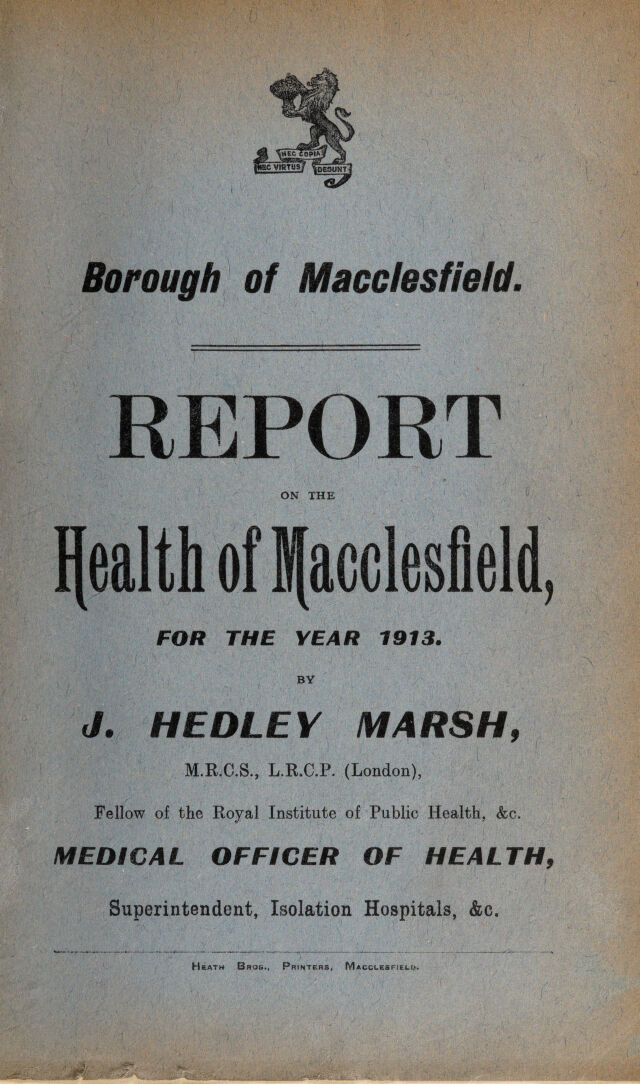 NEC COPIA
NEC VIRTUS DESUNT
Borough of Macclesfield.
REPORT
ON THE
Health of Macclesfield,
FOR THE YEAR 1913.
BY
J. HEDLEY MARSH,
M.R.C.S., L.R.C.P. (London),
Fellow of the Royal Institute of Public Health, &c.
MEDICAL OFFICER OF HEALTH,
Superintendent, Isolation Hospitals, &c.
Heath Bros., Printers, Macclesfield.